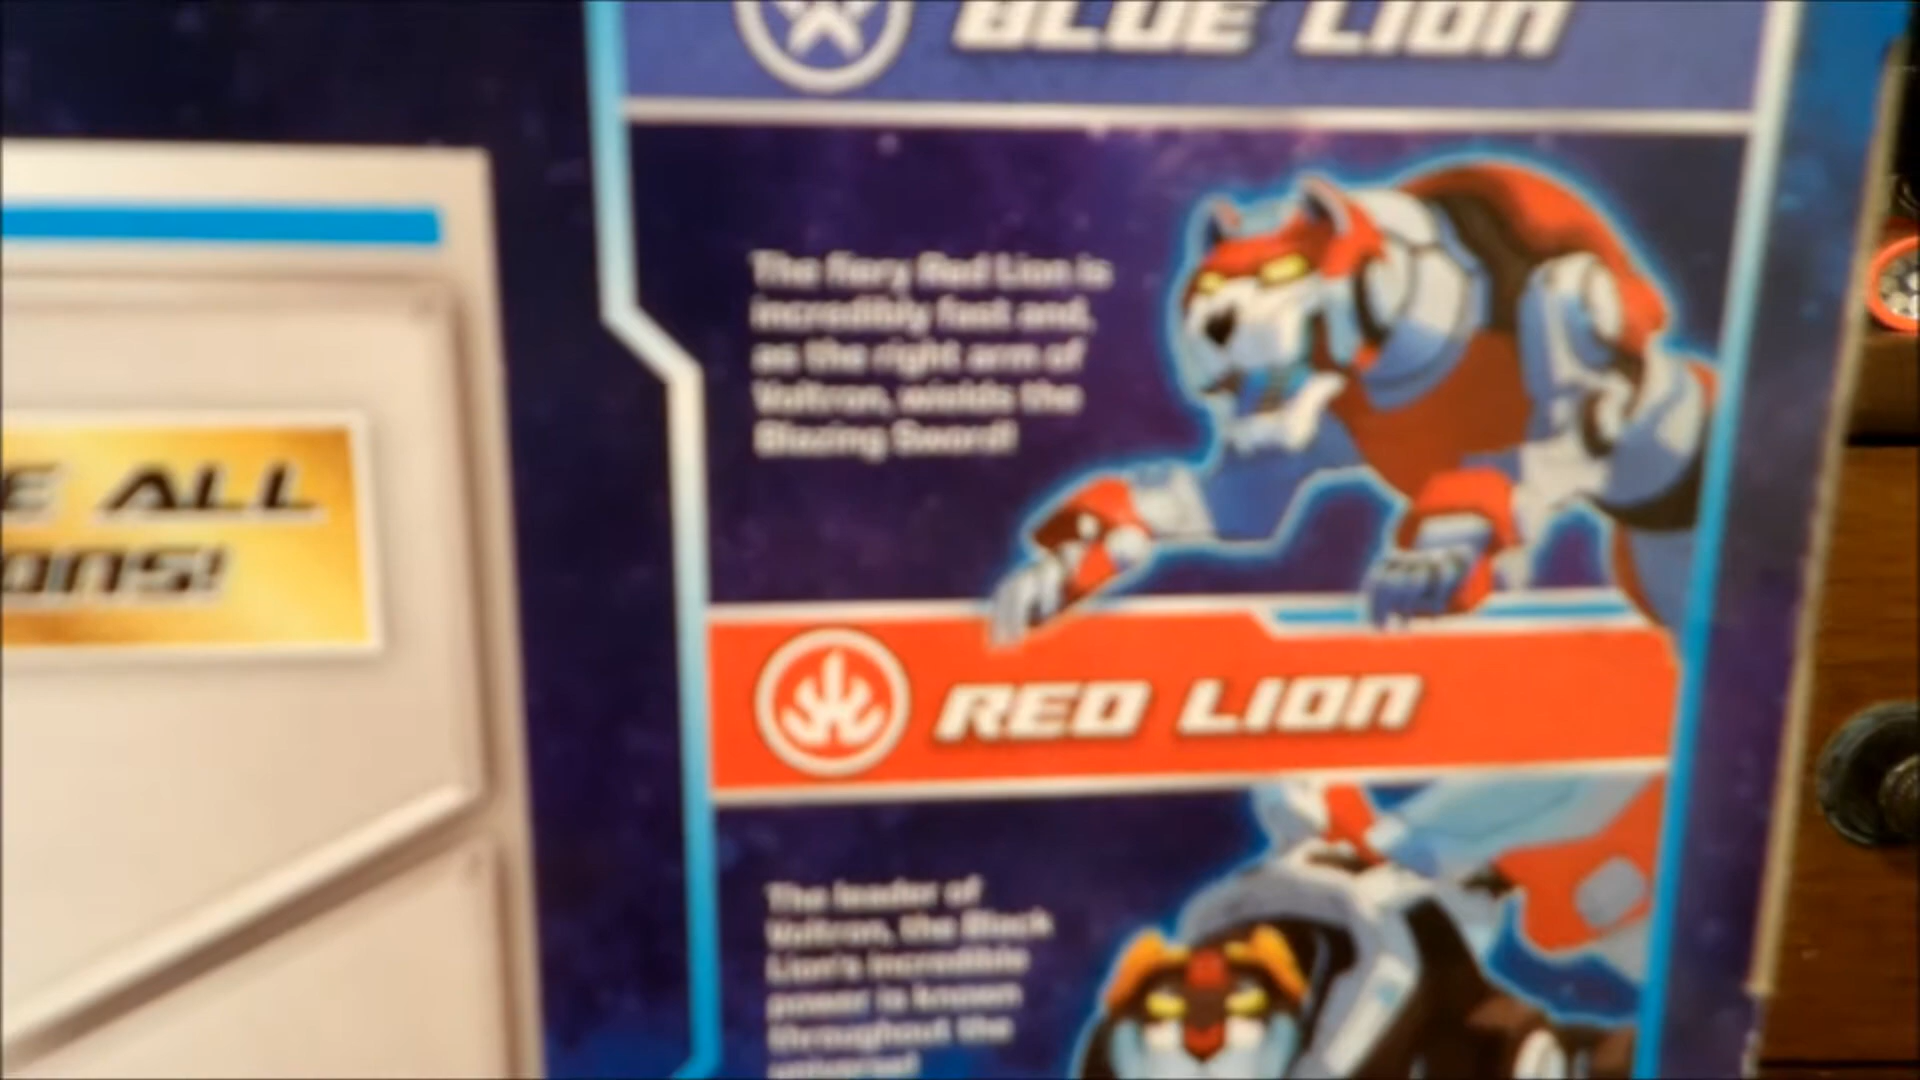 BLUE LION
The fiery Red Lion is
incredibly fast and,
as the right arm of
Voltron, wields the
Blazing Sword!
E ALL
ONS!
RED LION
The leader of
Voltron, the Black
Lion's incredible
power is known
throughout the
universe!